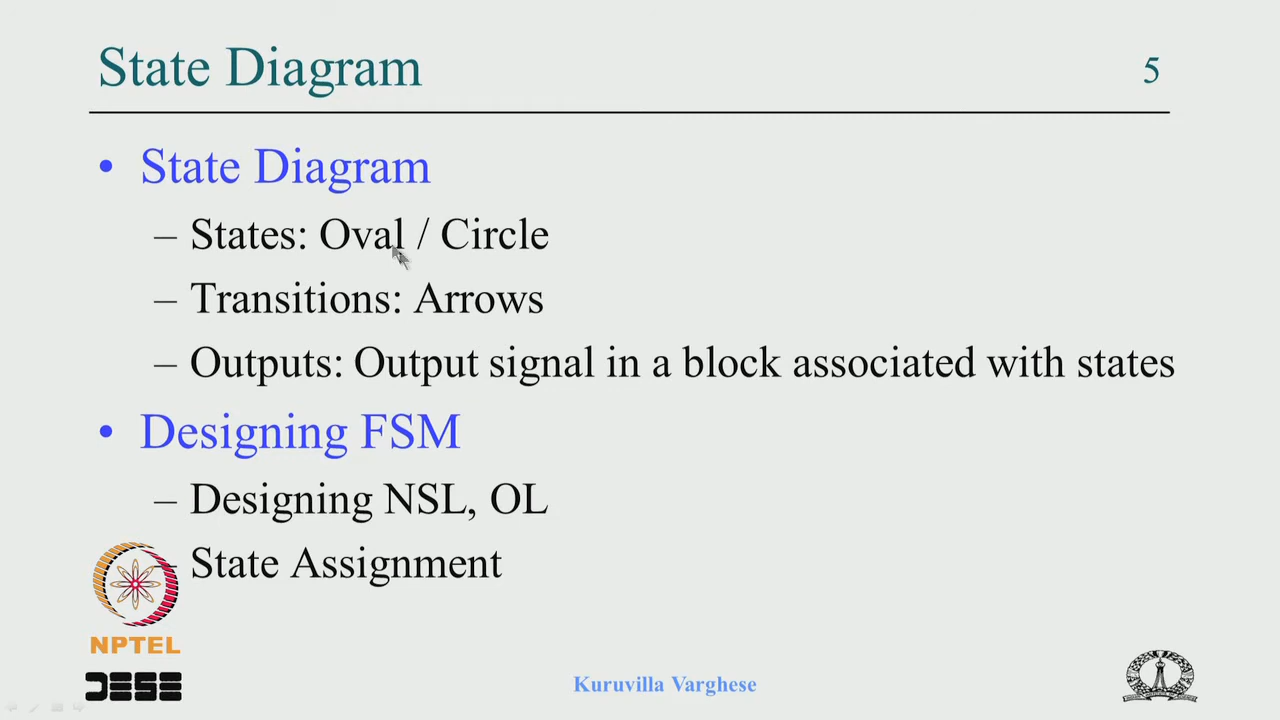 State Diagram
5
• State Diagram
– States: Oval / Circle
– Transitions: Arrows
– Outputs: Output signal in a block associated with states
• Designing FSM
– Designing NSL, OL
– State Assignment
NPTEL
DESE
Kuruvilla Varghese